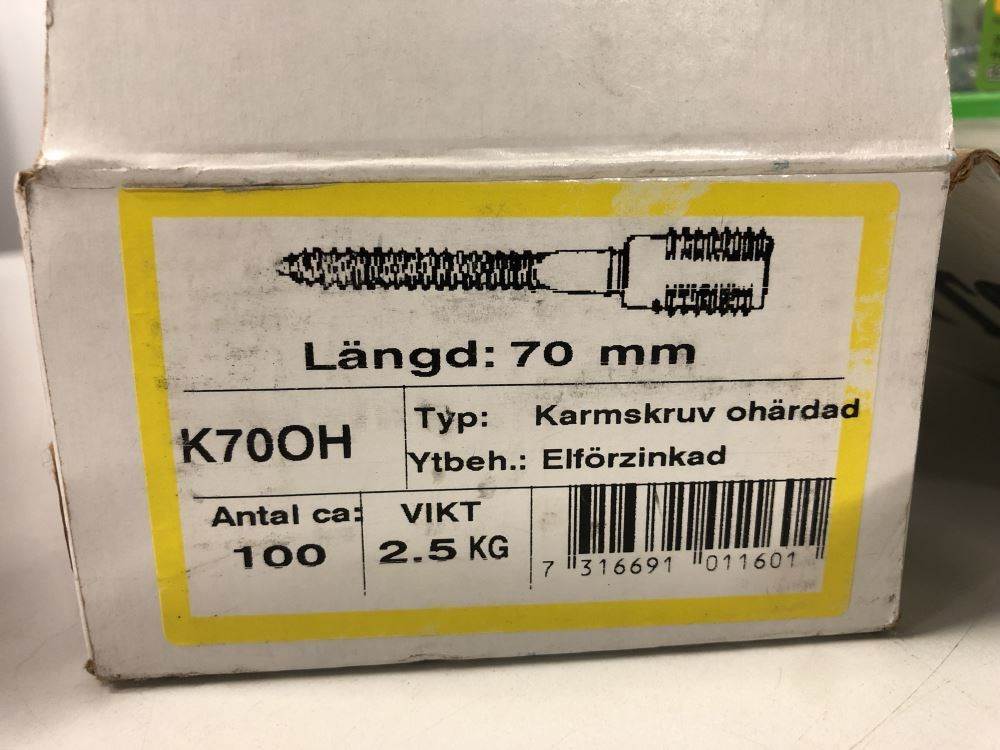 Längd: 70 mm
K70OH
Typ: Karmskruv ohärdad
Ytbeh.: Elförzinkad
Antal ca:
100
VIKT
2.5 KG
7 316691 011601